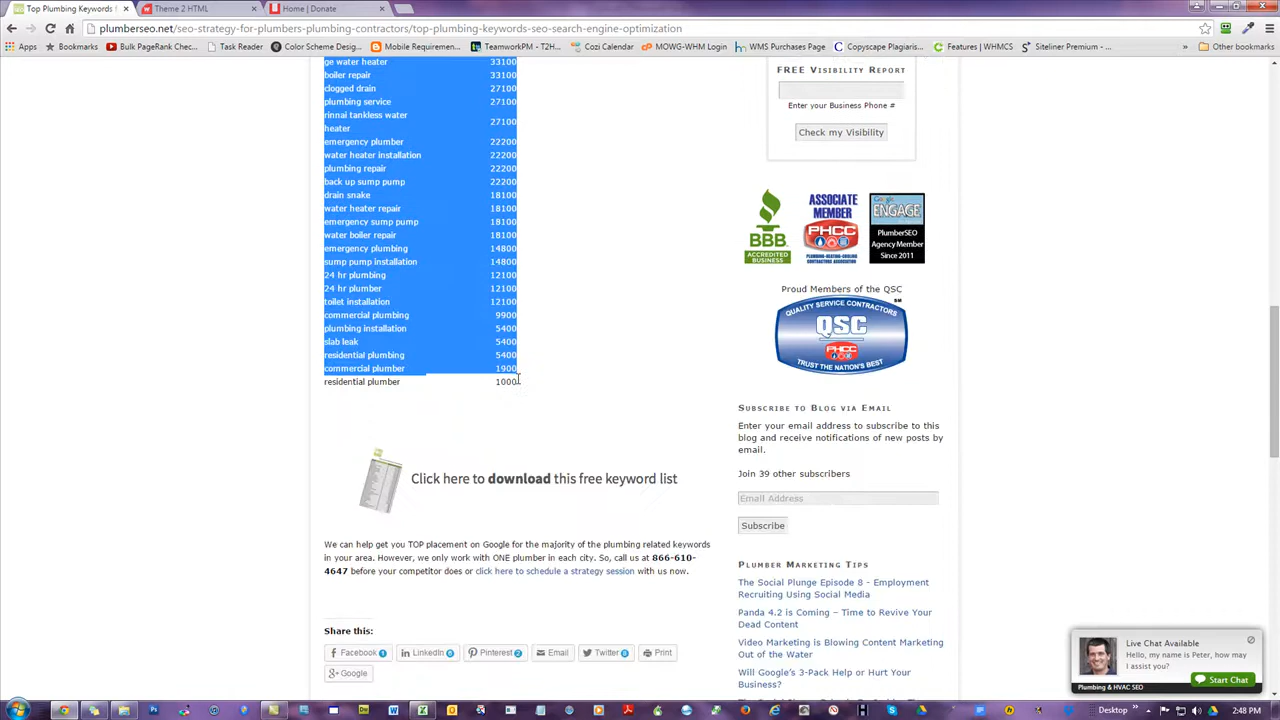 Top Plumbing Keywords
Theme 2 HTML
Home | Donate
plumberseo.net/seo-strategy-for-plumbers-plumbing-contractors/top-plumbing-keywords-seo-search-engine-optimization
Apps
Bookmarks
Bulk PageRank Check...
Task Reader
Color Scheme Design...
Mobile Requiremen...
TeamworkPM - T2H...
Cozi Calendar
MOWG-WHM Login
WMS Purchases Page
Copyscape Plagiaris...
Features | WHMCS
Siteliner Premium - ...
»
Other bookmarks
ge water heater 33100
boiler repair 33100
clogged drain 27100
plumbing service 27100
rinnai tankless water
heater 27100
emergency plumber 22200
water heater installation 22200
plumbing repair 22200
back up sump pump 22200
drain snake 18100
water heater repair 18100
emergency sump pump 18100
water boiler repair 18100
emergency plumbing 14800
sump pump installation 14800
24 hr plumbing 12100
24 hr plumber 12100
toilet installation 12100
commercial plumbing 9900
plumbing installation 5400
slab leak 5400
residential plumbing 5400
commercial plumber 1900
residential plumber 1000
Click here to download this free keyword list
We can help get you TOP placement on Google for the majority of the plumbing related keywords
in your area. However, we only work with ONE plumber in each city. So, call us at 866-610-
4647 before your competitor does or click here to schedule a strategy session with us now.
Share this:
Facebook 1
LinkedIn 6
Pinterest 2
Email
Twitter 8
Print
Google
FREE Visibility Report
Enter your Business Phone #
Check my Visibility
BBB
ACCREDITED
BUSINESS
ASSOCIATE
MEMBER
PHCC
Google
ENGAGE
PlumberSEO
Agency Member
Since 2011
Proud Members of the QSC
QUALITY SERVICE CONTRACTORS
SM
QSC
PHCC
TRUST THE NATION'S BEST
Subscribe to Blog via Email
Enter your email address to subscribe to this
blog and receive notifications of new posts by
email.
Join 39 other subscribers
Email Address
Subscribe
Plumber Marketing Tips
The Social Plunge Episode 8 - Employment
Recruiting Using Social Media
Panda 4.2 is Coming – Time to Revive Your
Dead Content
Video Marketing is Blowing Content Marketing
Out of the Water
Will Google's 3-Pack Help or Hurt Your
Business?
Live Chat Available
Hello, my name is Peter, how may
I assist you?
Plumbing & HVAC SEO
Start Chat
Desktop
»
2:48 PM